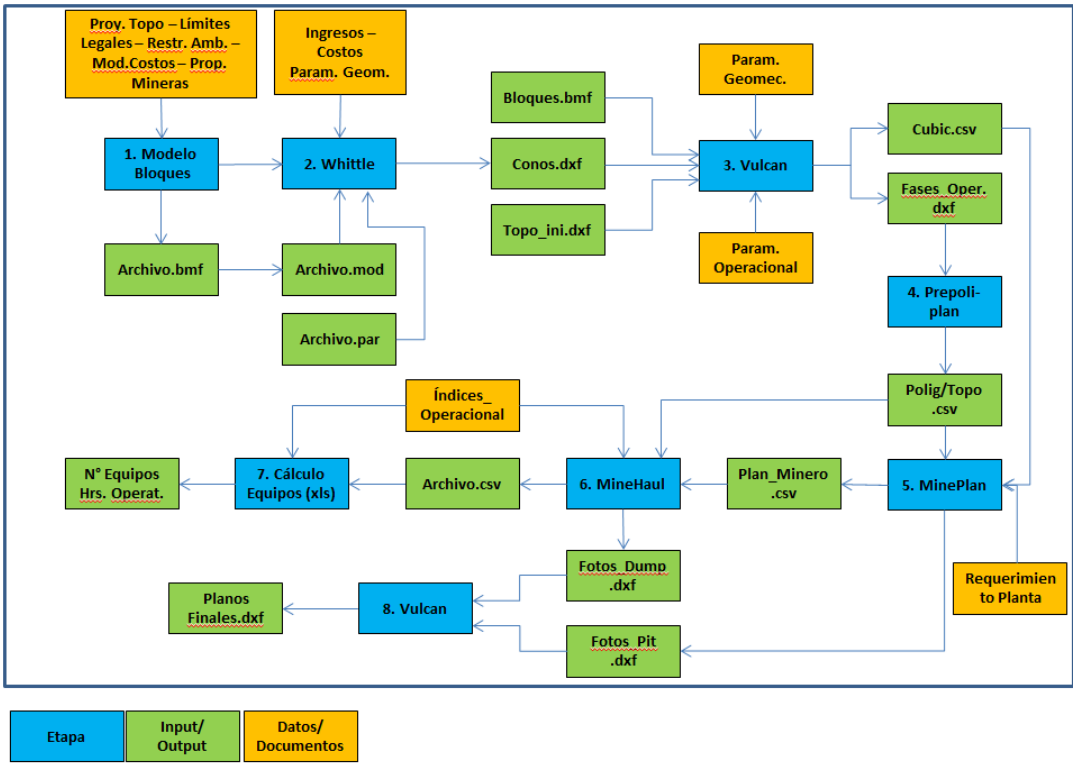 Proy. Topo – Límites
Legales – Restr. Amb. –
Mod.Costos – Prop.
Mineras
Ingresos –
Costos
Param. Geom.
Param.
Geomec.
Bloques.bmf
Cubic.csv
1. Modelo
Bloques
2. Whittle
Conos.dxf
3. Vulcan
Fases_Oper.
dxf
Topo_ini.dxf
Archivo.bmf
Archivo.mod
Param.
Operacional
4. Prepoli-
plan
Archivo.par
Índices_
Operacional
Polig/Topo
.csv
N° Equipos
Hrs. Operat.
7. Cálculo
Equipos (xls)
Archivo.csv
6. MineHaul
Plan_Minero
.csv
5. MinePlan
Fotos_Dump
.dxf
Requerimien
to Planta
Planos
Finales.dxf
8. Vulcan
Fotos_Pit
.dxf
Etapa
Input/
Output
Datos/
Documentos